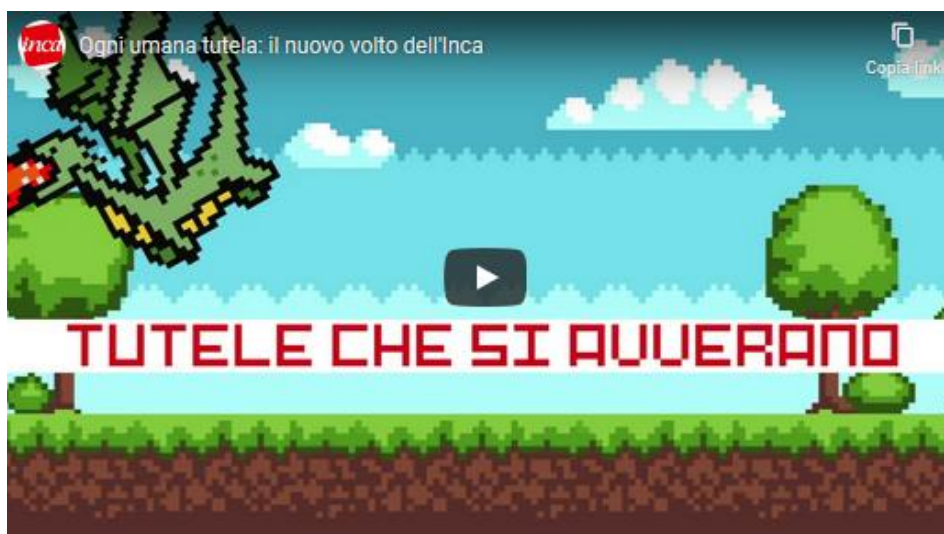 inca
Ogni umana tutela: il nuovo volto dell'Inca
Copia link
TUTELE CHE SI AVVERANO